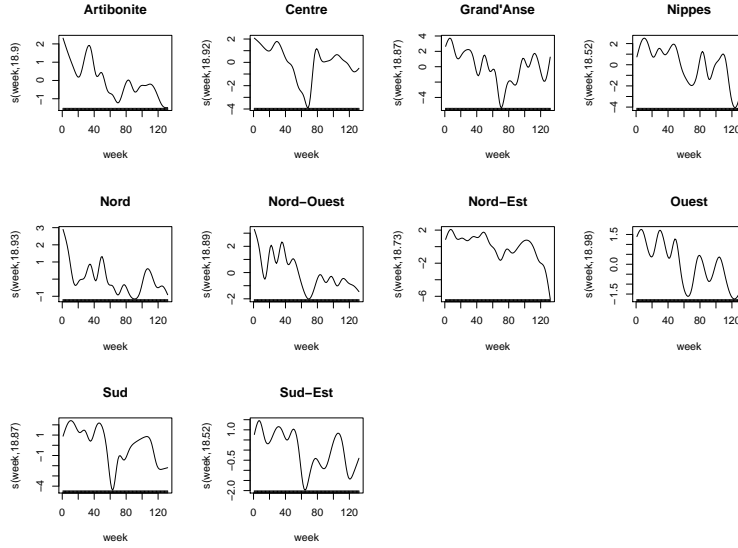 Artibonite
s(week,18.9)
2
1
0
−1
0
40
80
120
week
Centre
s(week,18.92)
2
0
−2
−4
0
40
80
120
week
Grand'Anse
s(week,18.87)
4
2
0
−4
0
40
80
120
week
Nippes
s(week,18.52)
2
0
−2
−4
0
40
80
120
week
Nord
s(week,18.93)
3
2
1
−1
0
40
80
120
week
Nord−Ouest
s(week,18.89)
2
1
0
−2
0
40
80
120
week
Nord−Est
s(week,18.73)
2
−2
−6
0
40
80
120
week
Ouest
s(week,18.98)
1.5
0.0
−1.5
0
40
80
120
week
Sud
s(week,18.87)
1
−1
−4
0
40
80
120
week
Sud−Est
s(week,18.52)
1.0
−0.5
−2.0
0
40
80
120
week